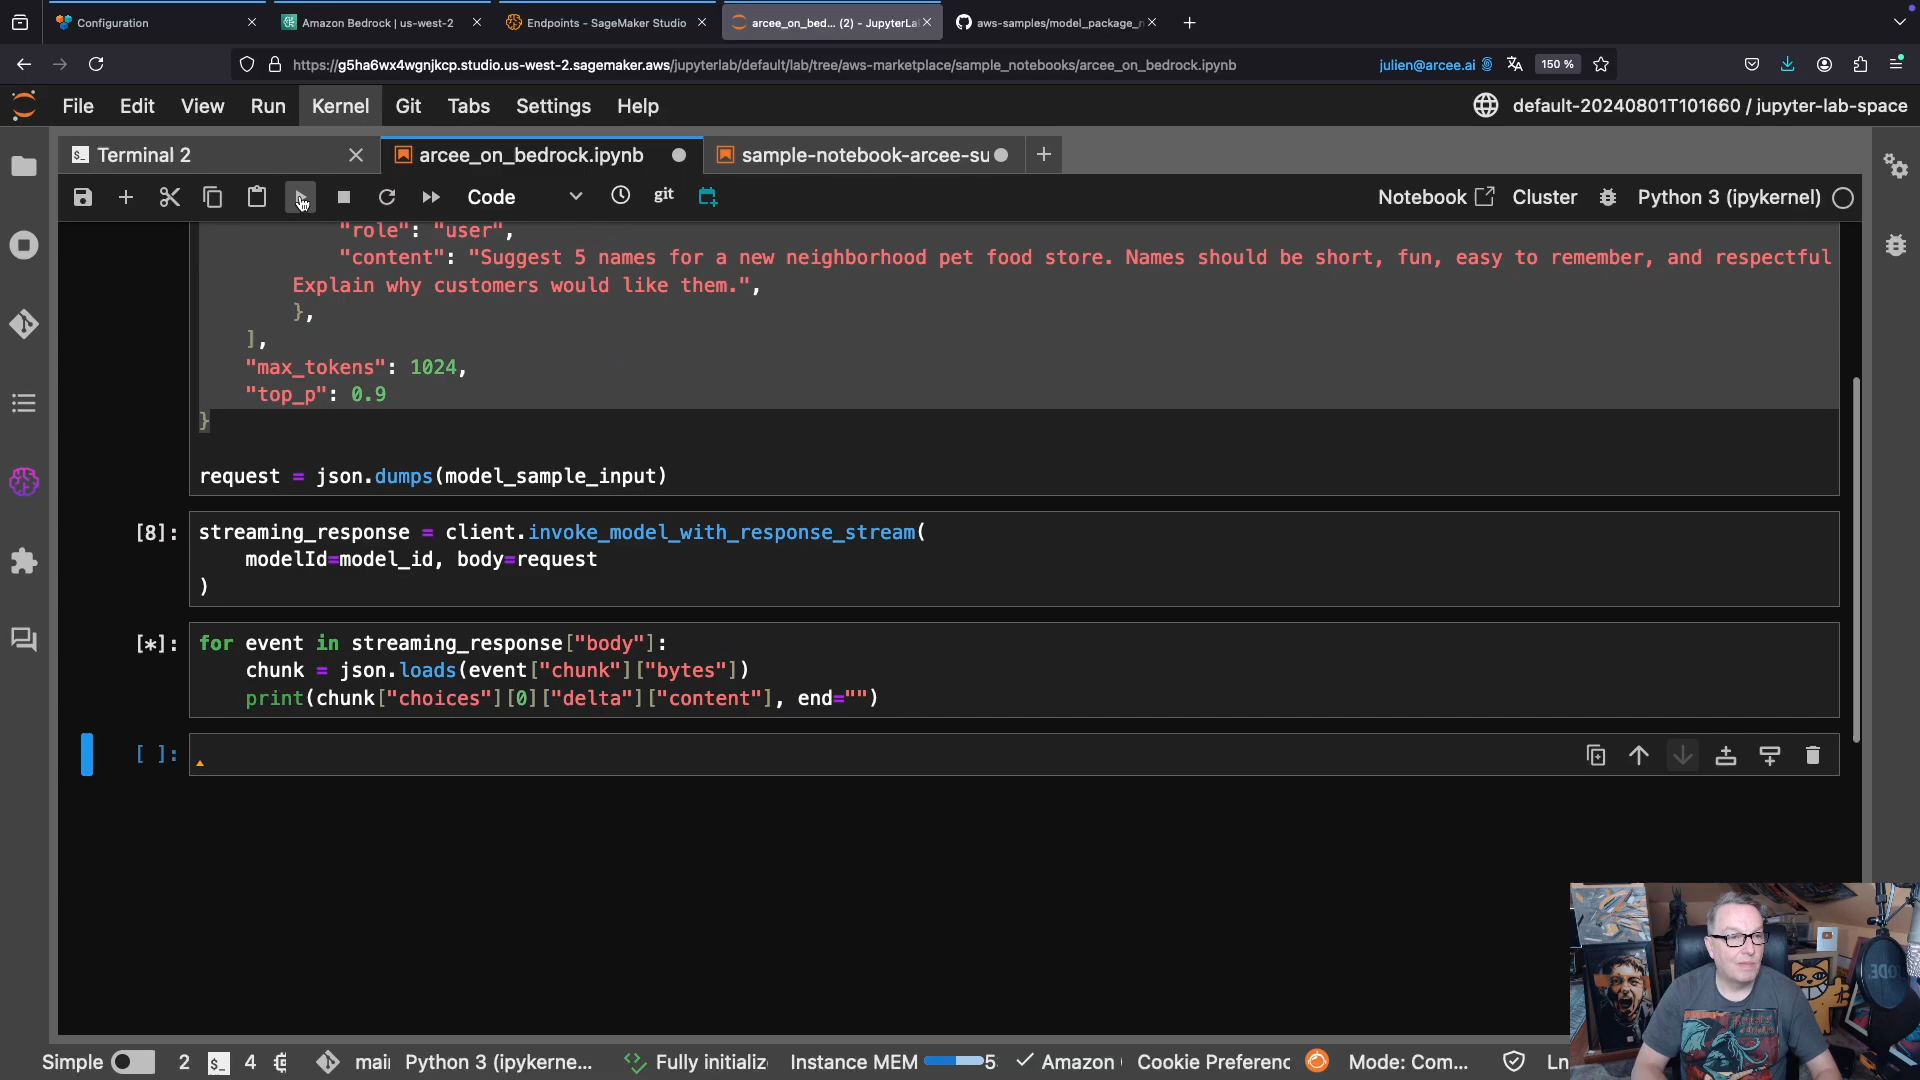 Configuration
Amazon Bedrock | us-west-2
Endpoints - SageMaker Studio
arcee_on_bed... (2) - JupyterLa
aws-samples/model_package_
https://g5ha6wx4wgnjkcp.studio.us-west-2.sagemaker.aws/jupyterlab/default/lab/tree/aws-marketplace/sample_notebooks/arcee_on_bedrock.ipynb
julien@arcee.ai
150 %
File Edit View Run Kernel Git Tabs Settings Help
default-20240801T101660 / jupyter-lab-space
Terminal 2
arcee_on_bedrock.ipynb
sample-notebook-arcee-su
Code
git
Notebook
Cluster
Python 3 (ipykernel)
"role": "user",
"content": "Suggest 5 names for a new neighborhood pet food store. Names should be short, fun, easy to remember, and respectful
Explain why customers would like them.",
},
],
"max_tokens": 1024,
"top_p": 0.9
}
request = json.dumps(model_sample_input)
[8]:
streaming_response = client.invoke_model_with_response_stream(
modelId=model_id, body=request
)
[*]:
for event in streaming_response["body"]:
chunk = json.loads(event["chunk"]["bytes"])
print(chunk["choices"][0]["delta"]["content"], end="")
[ ]:
Simple
2
4
mai
Python 3 (ipykerne...
Fully initializ
Instance MEM
5
Amazon
Cookie Preferenc
Mode: Com...
Ln